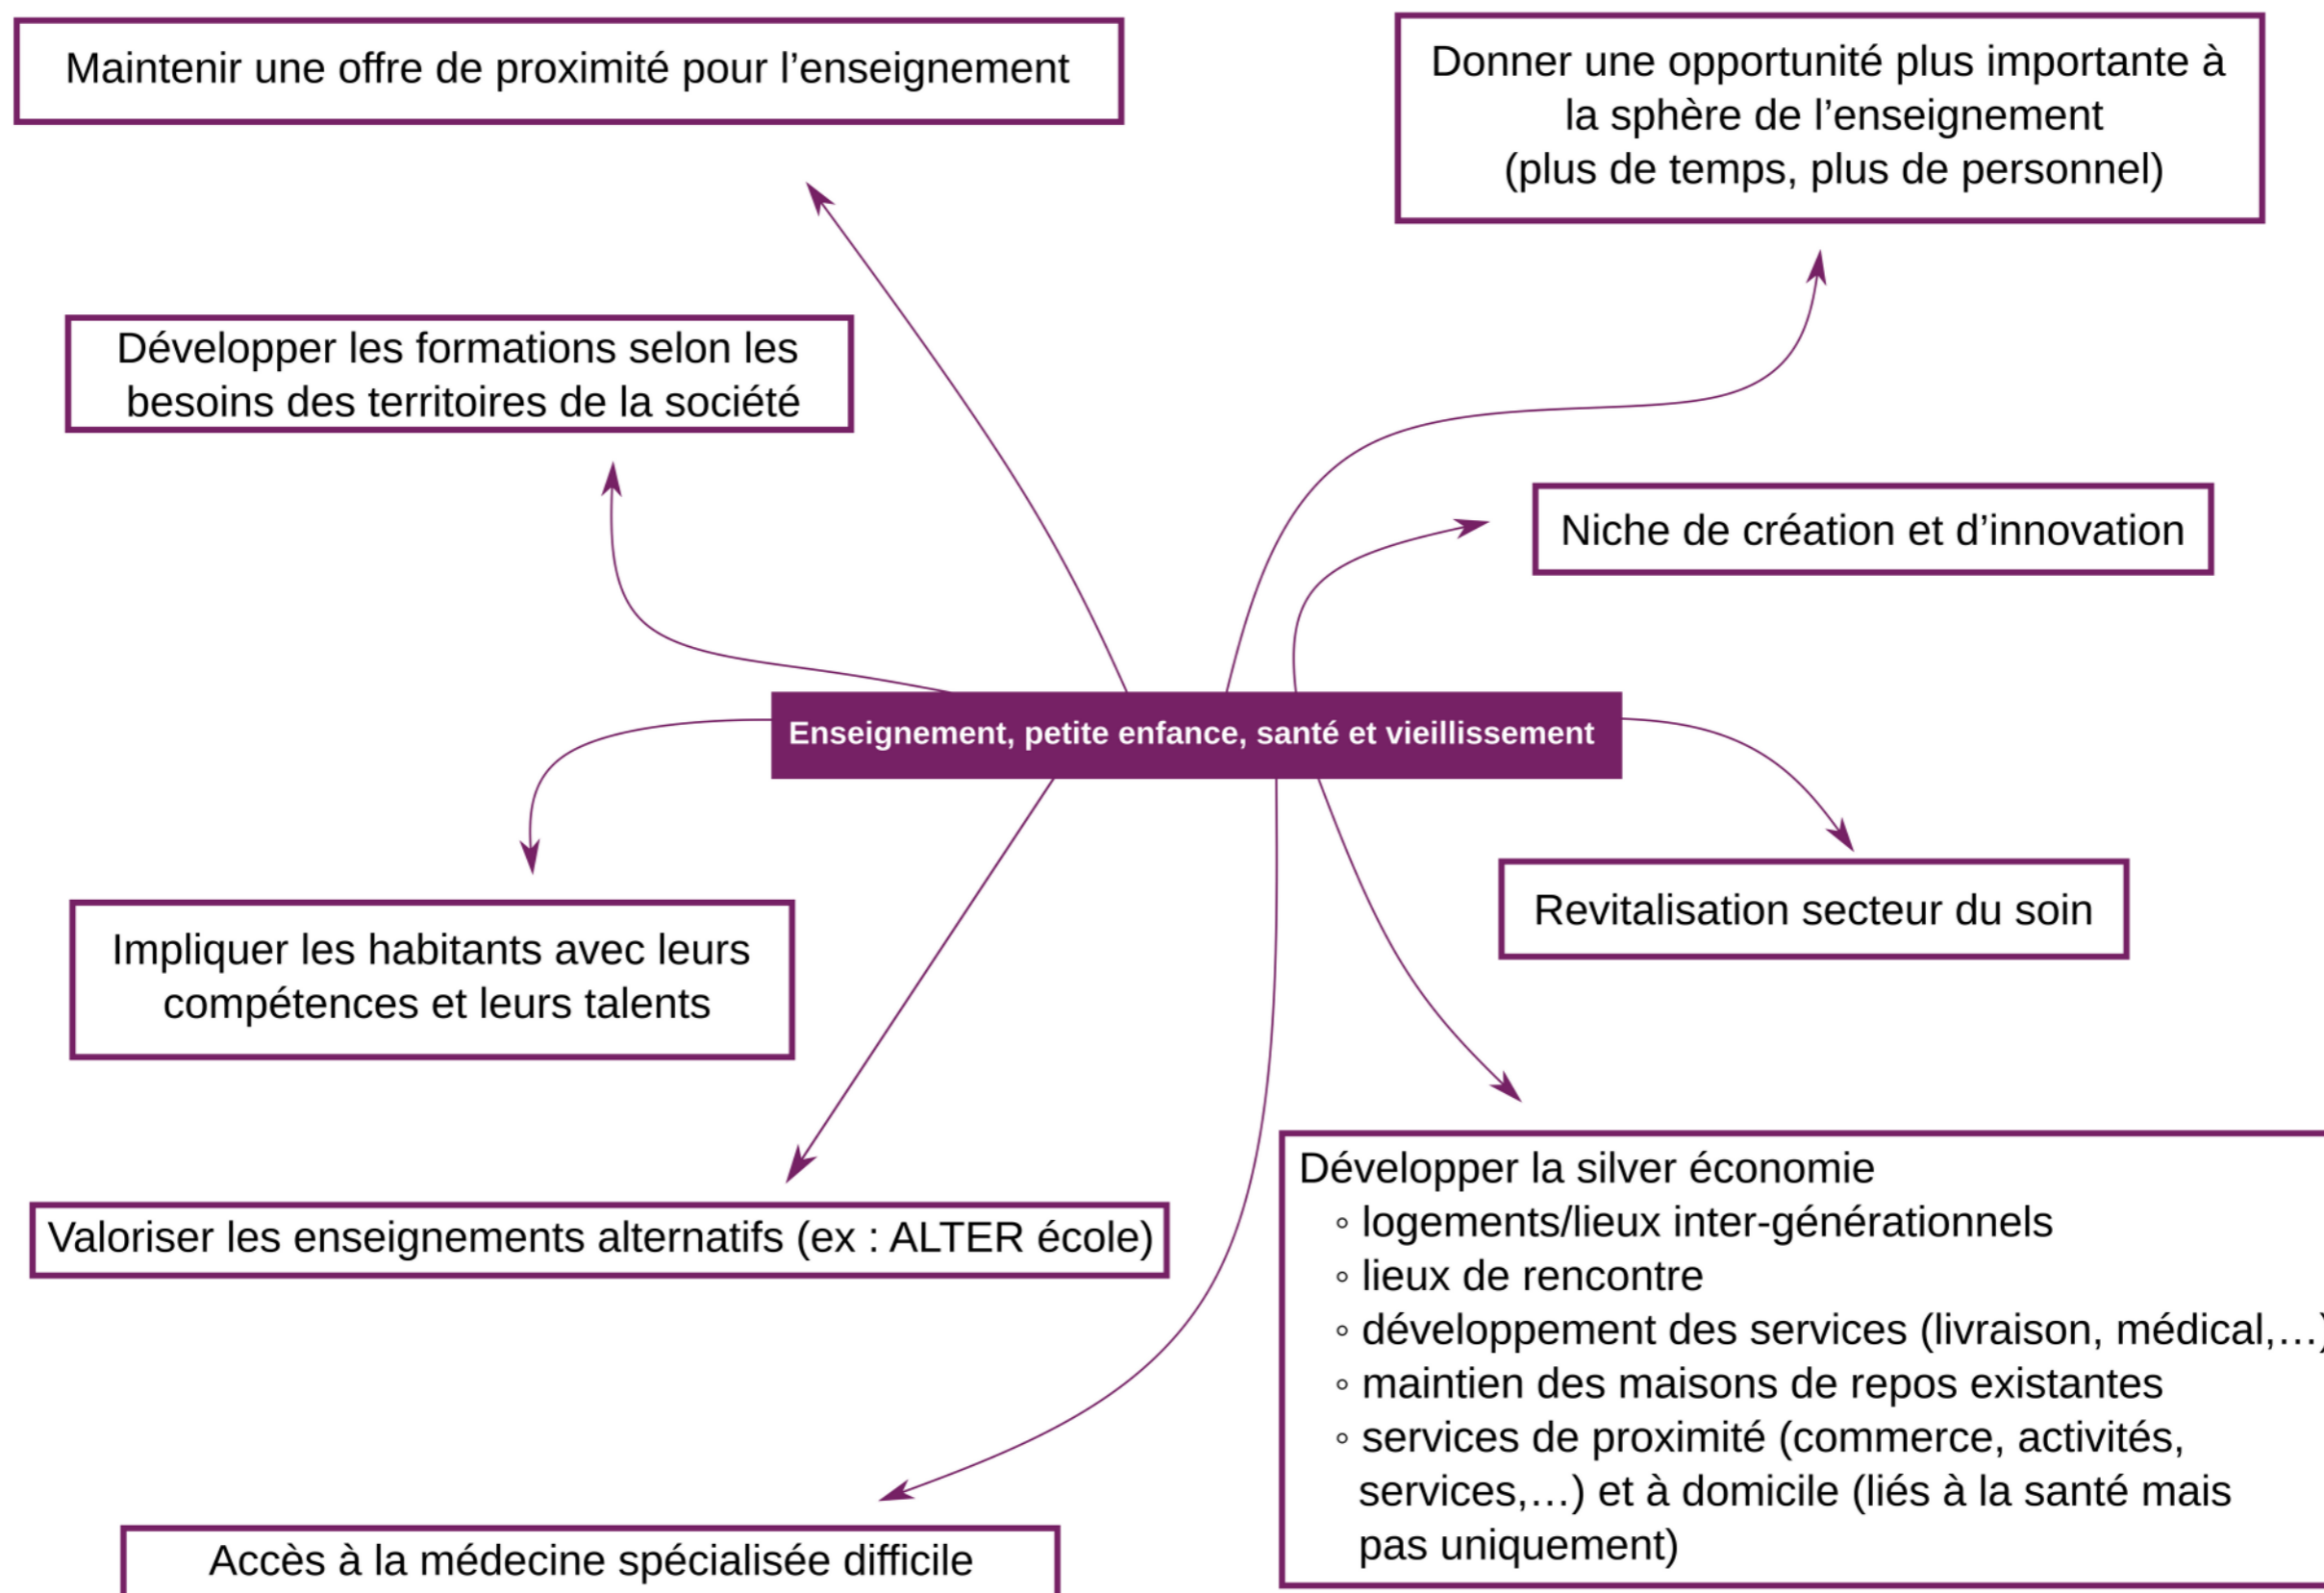 Maintenir une offre de proximité pour l’enseignement
Donner une opportunité plus importante à
la sphère de l’enseignement
(plus de temps, plus de personnel)
Développer les formations selon les
besoins des territoires de la société
Niche de création et d’innovation
Enseignement, petite enfance, santé et vieillissement
Impliquer les habitants avec leurs
compétences et leurs talents
Revitalisation secteur du soin
Valoriser les enseignements alternatifs (ex : ALTER école)
Développer la silver économie
◦ logements/lieux inter-générationnels
◦ lieux de rencontre
◦ développement des services (livraison, médical,…)
◦ maintien des maisons de repos existantes
◦ services de proximité (commerce, activités,
services,…) et à domicile (liés à la santé mais
pas uniquement)
Accès à la médecine spécialisée difficile